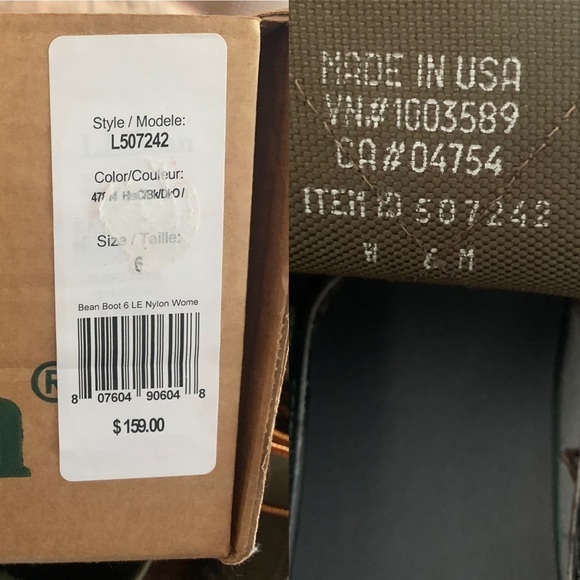 Style / Modele:
L507242
Color/Couleur:
Size / Taille:
6
Bean Boot 6 LE Nylon Wome
8 07604 90604 8
$ 159.00
®
n
MADE IN USA
VN#1003589
CA#04754
ITEM ID 507242
W 6 M